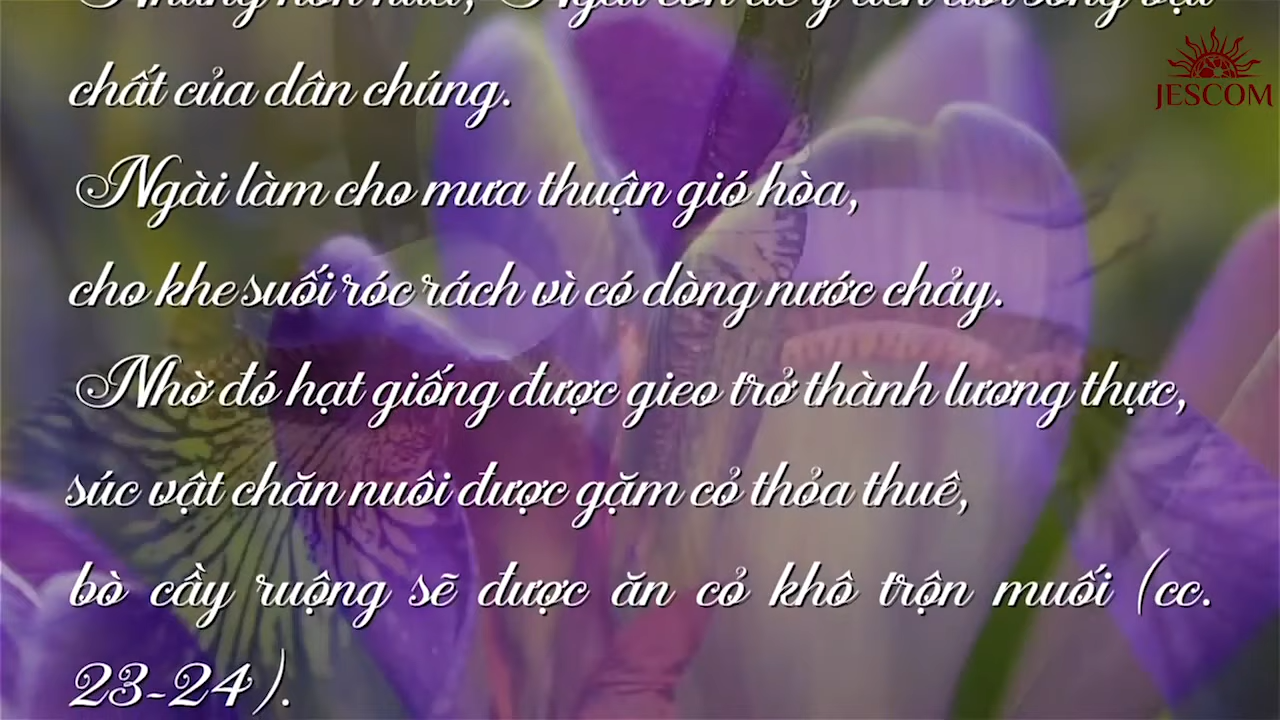 JESCOM
chất của dân chúng.
Ngài làm cho mưa thuận gió hòa,
cho khe suối róc rách vì có dòng nước chảy.
Nhờ đó hạt giống được gieo trở thành lương thực,
súc vật chăn nuôi được gặm cỏ thỏa thuê,
bò cầy ruộng sẽ được ăn cỏ khô trộn muối (cc.
23-24).